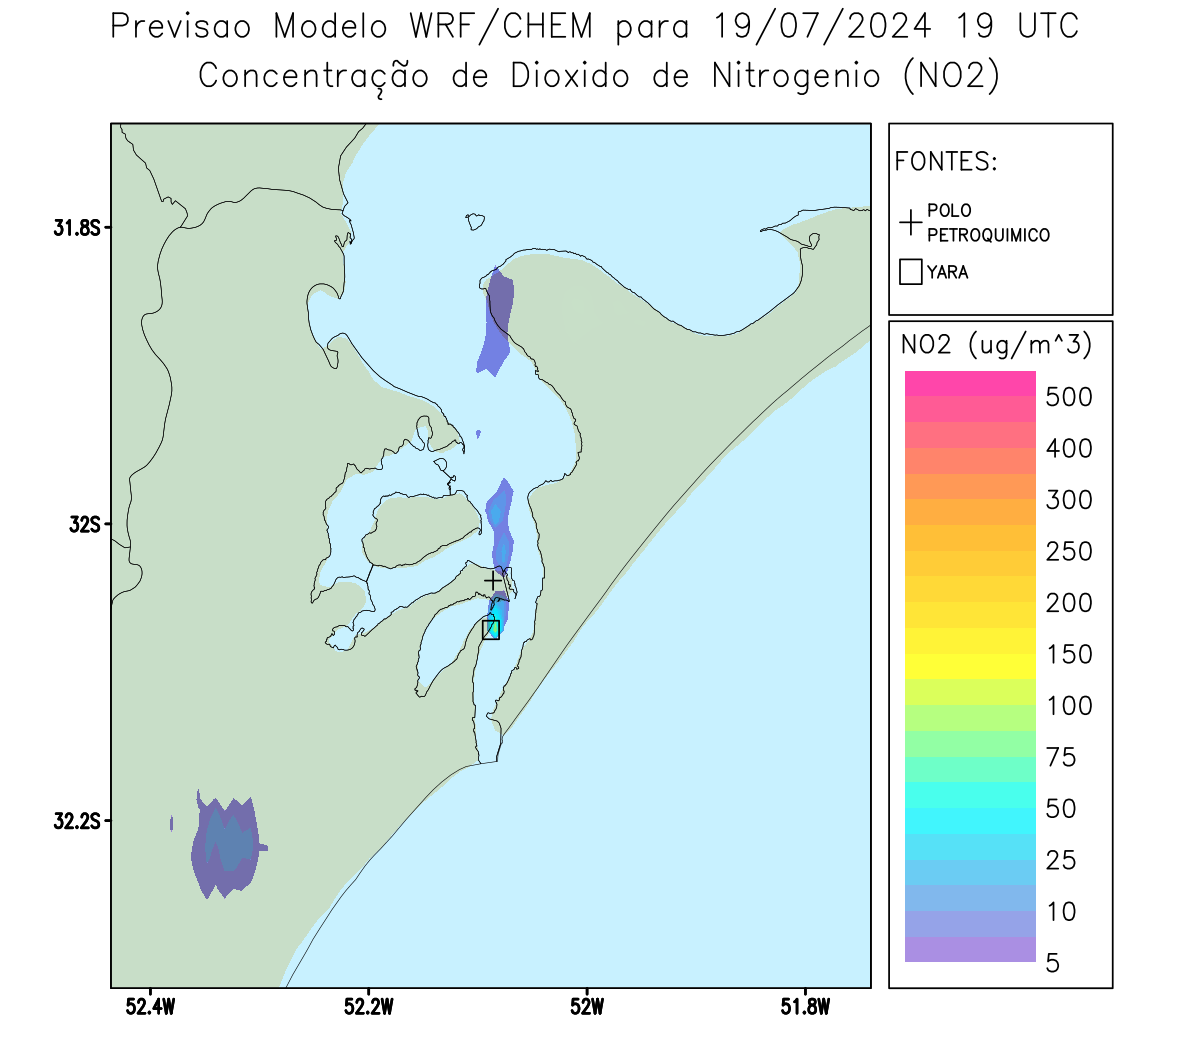 Previsao Modelo WRF/CHEM para 19/07/2024 19 UTC
Concentração de Dioxido de Nitrogenio (NO2)
FONTES:
POLO
PETROQUIMICO
YARA
31.8S
32S
32.2S
52.4W
52.2W
52W
51.8W
NO2 (ug/m^3)
500
400
300
250
200
150
100
75
50
25
10
5